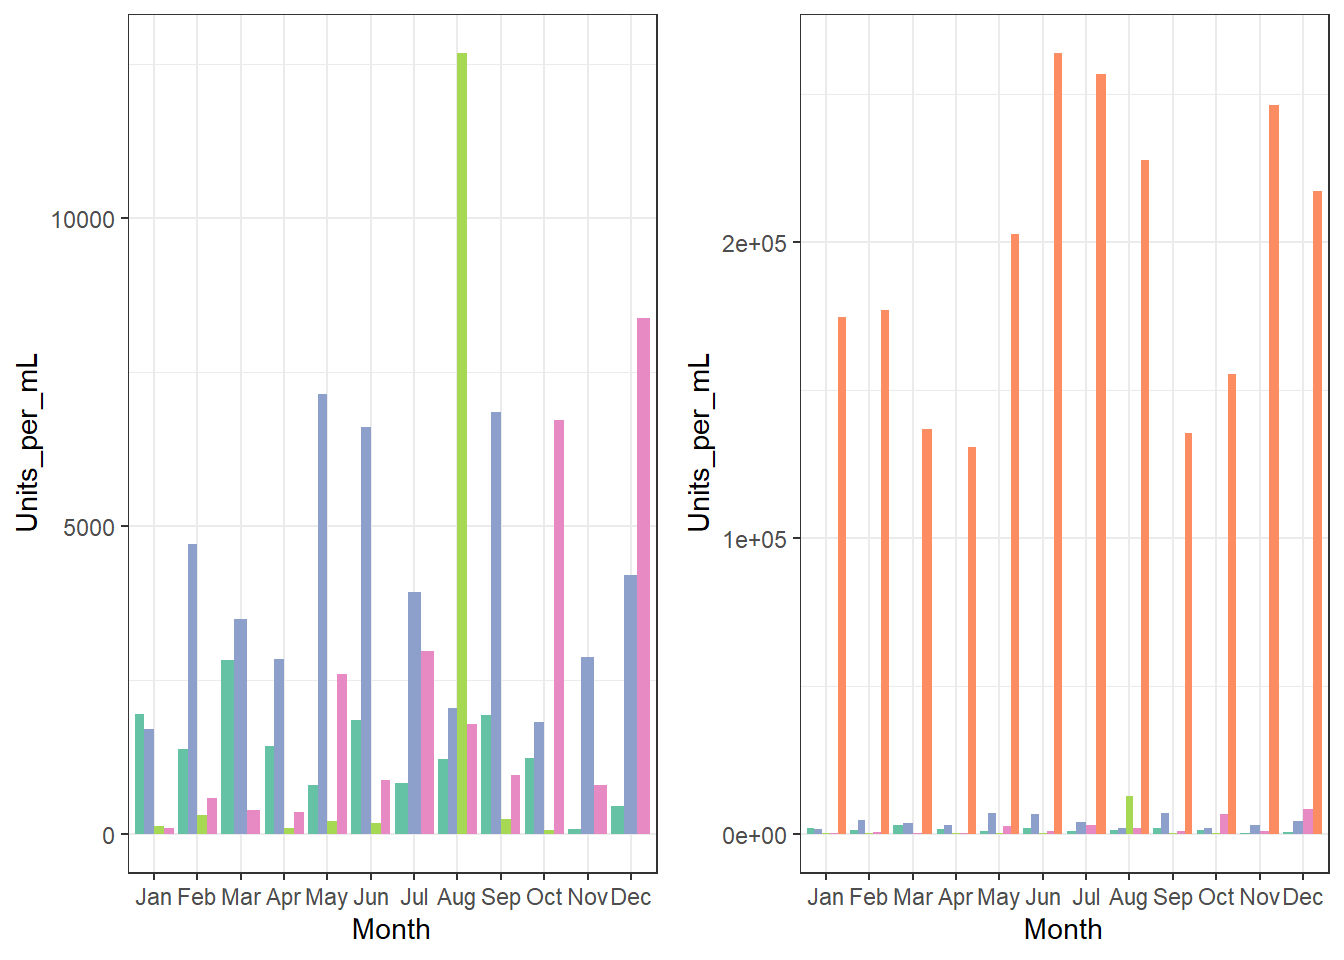 Units_per_mL
10000
5000
0
Jan Feb Mar Apr May Jun Jul Aug Sep Oct Nov Dec
Month
Units_per_mL
2e+05
1e+05
0e+00
Jan Feb Mar Apr May Jun Jul Aug Sep Oct Nov Dec
Month